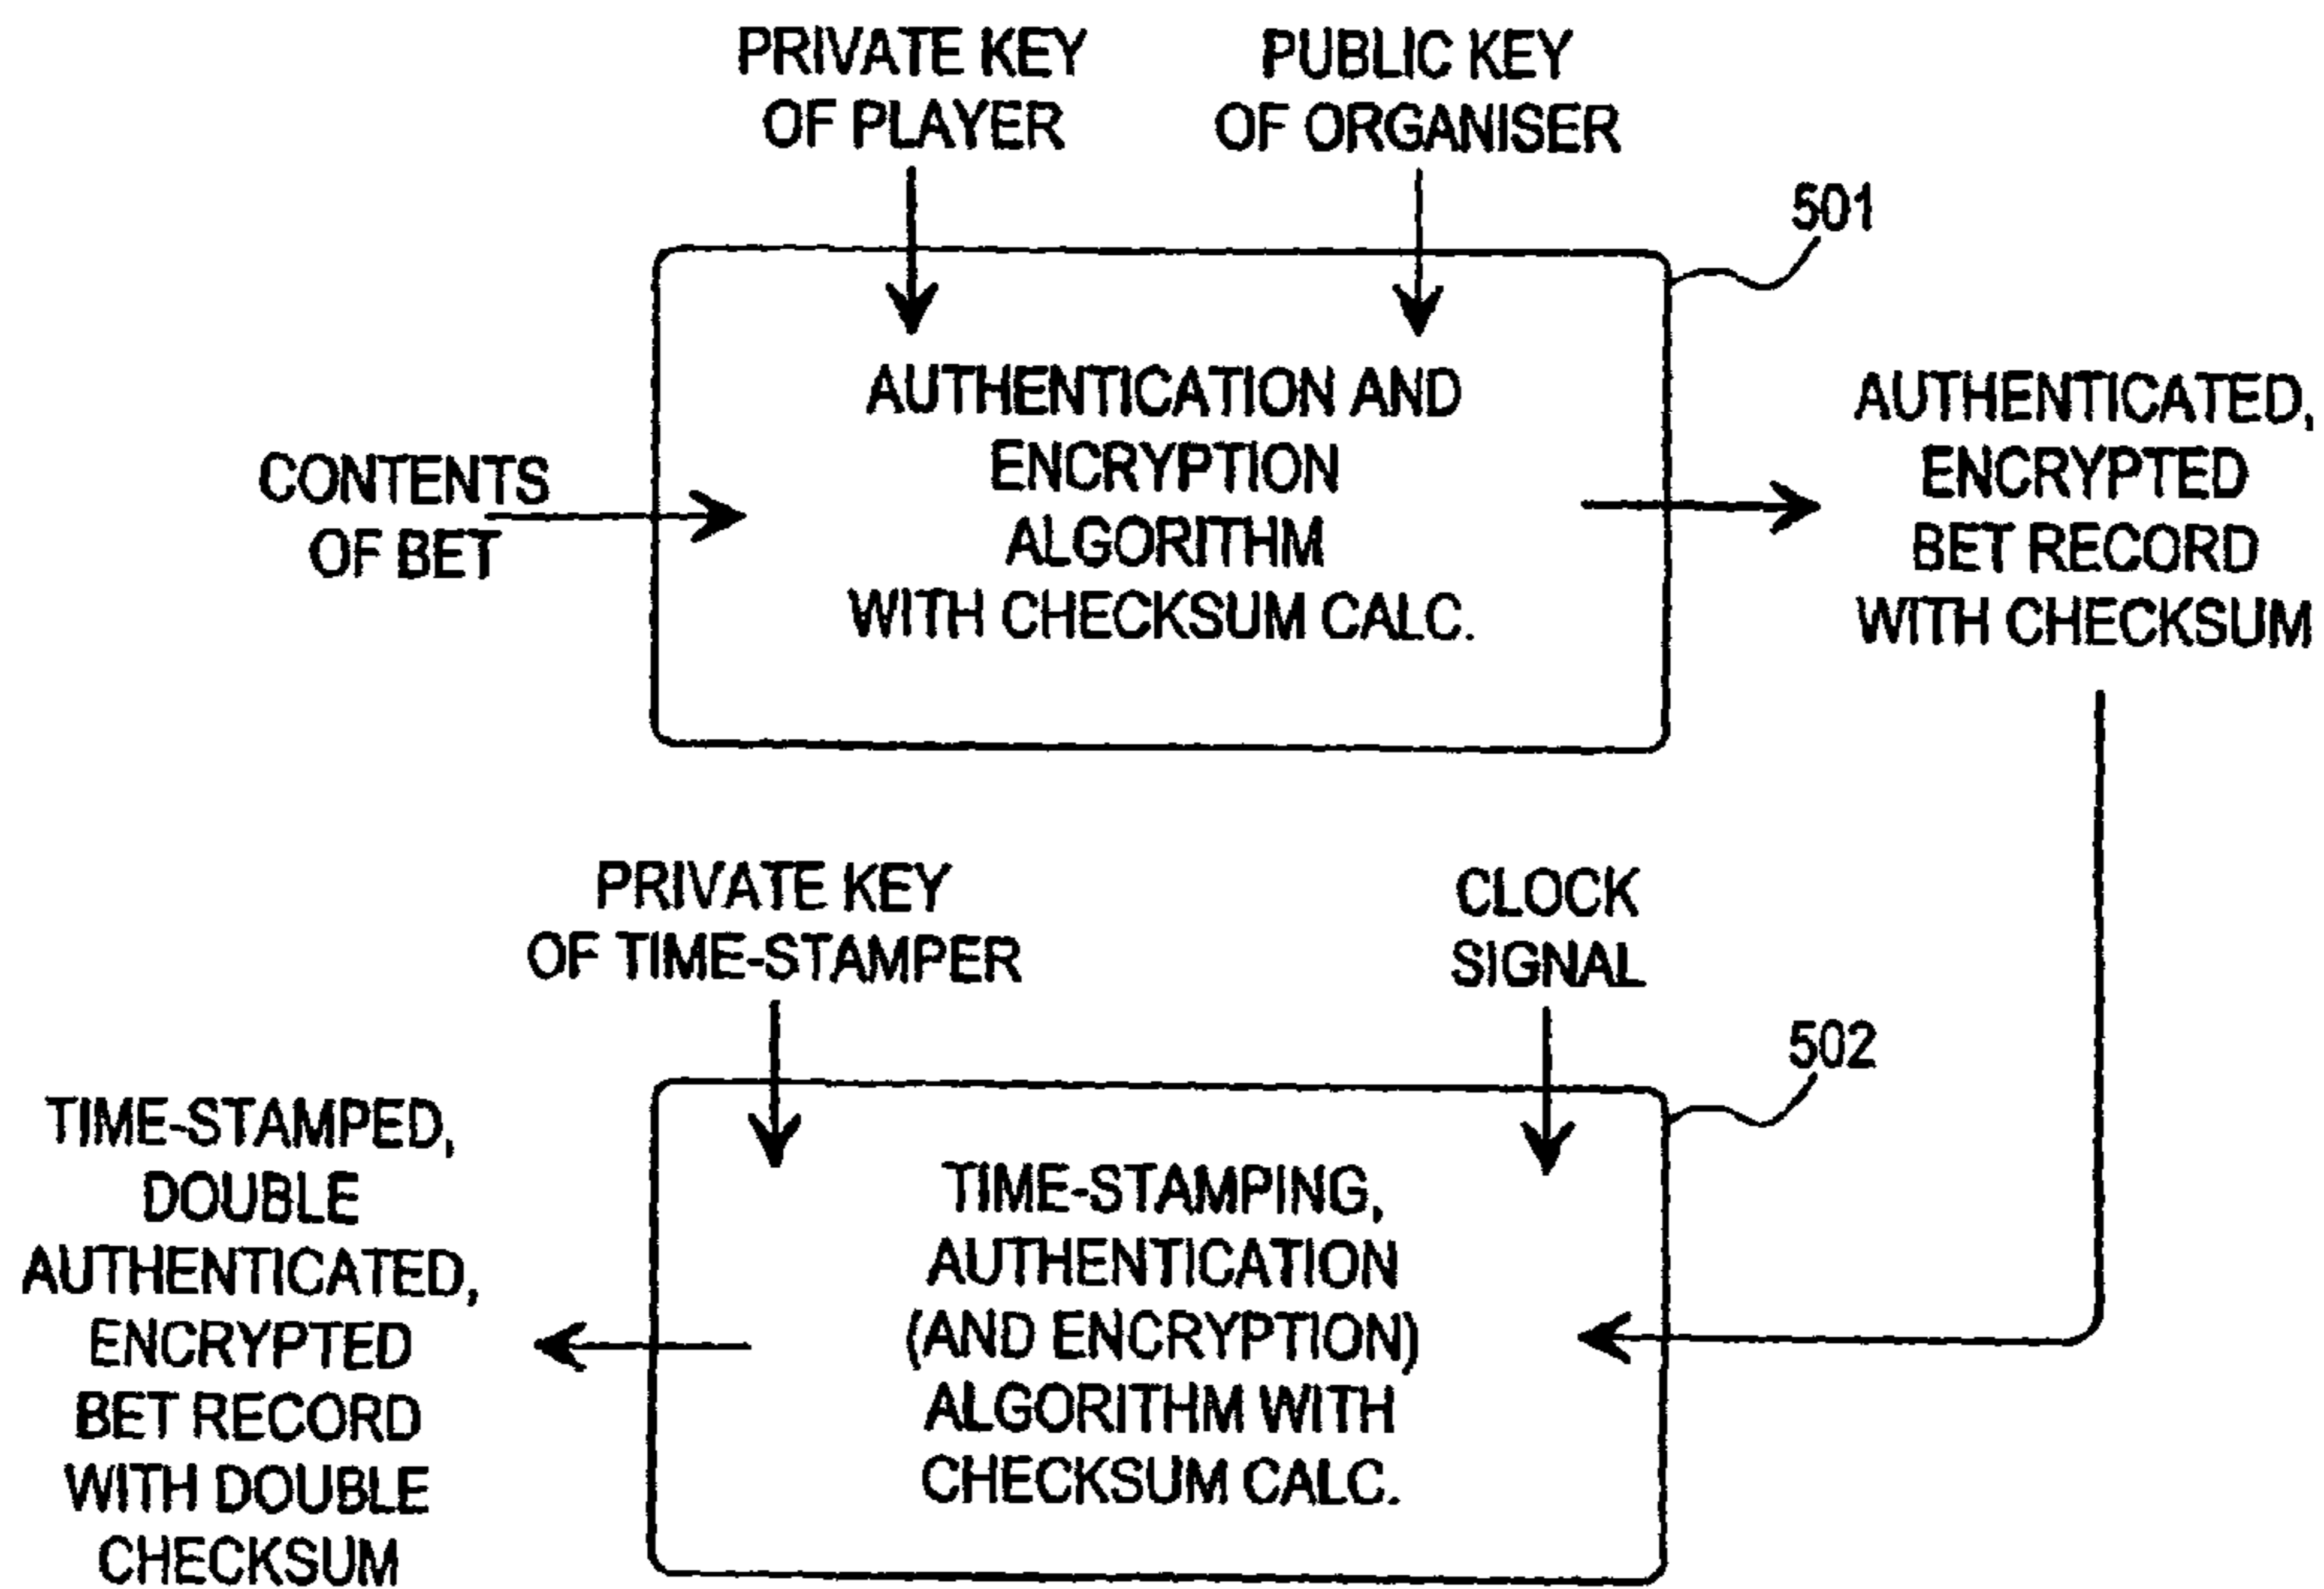 PRIVATE KEY
OF PLAYER
PUBLIC KEY
OF ORGANISER
501
CONTENTS
OF BET
AUTHENTICATION AND
ENCRYPTION
ALGORITHM
WITH CHECKSUM CALC.
AUTHENTICATED,
ENCRYPTED
BET RECORD
WITH CHECKSUM
PRIVATE KEY
OF TIME-STAMPER
CLOCK
SIGNAL
502
TIME-STAMPED,
DOUBLE
AUTHENTICATED,
ENCRYPTED
BET RECORD
WITH DOUBLE
CHECKSUM
TIME-STAMPING,
AUTHENTICATION
(AND ENCRYPTION)
ALGORITHM WITH
CHECKSUM CALC.